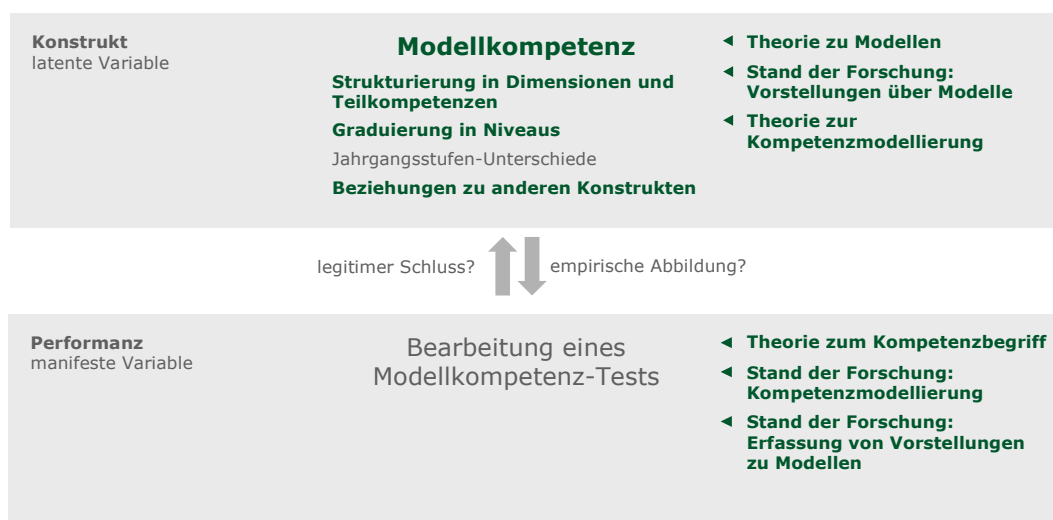 Konstrukt
latente Variable
Modellkompetenz
Strukturierung in Dimensionen und
Teilkompetenzen
Graduierung in Niveaus
Jahrgangsstufen-Unterschiede
Beziehungen zu anderen Konstrukten
◄ Theorie zu Modellen
◄ Stand der Forschung:
Vorstellungen über Modelle
◄ Theorie zur
Kompetenzmodellierung
legitimer Schluss?
empirische Abbildung?
Performanz
manifeste Variable
Bearbeitung eines
Modellkompetenz-Tests
◄ Theorie zum Kompetenzbegriff
◄ Stand der Forschung:
Kompetenzmodellierung
◄ Stand der Forschung:
Erfassung von Vorstellungen
zu Modellen